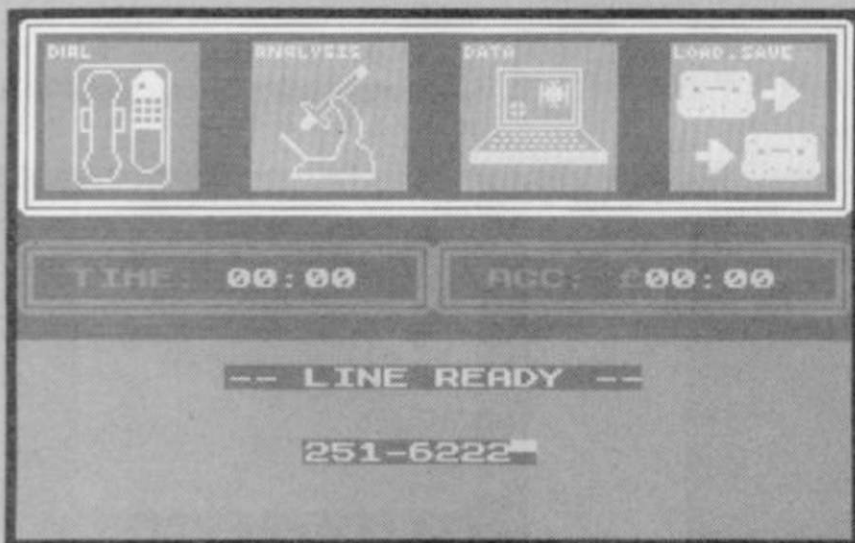 DIAL ANALYSIS DATA LOAD.SAVE
TIME: 00:00 ACC: £00:00
-- LINE READY --
251-6222